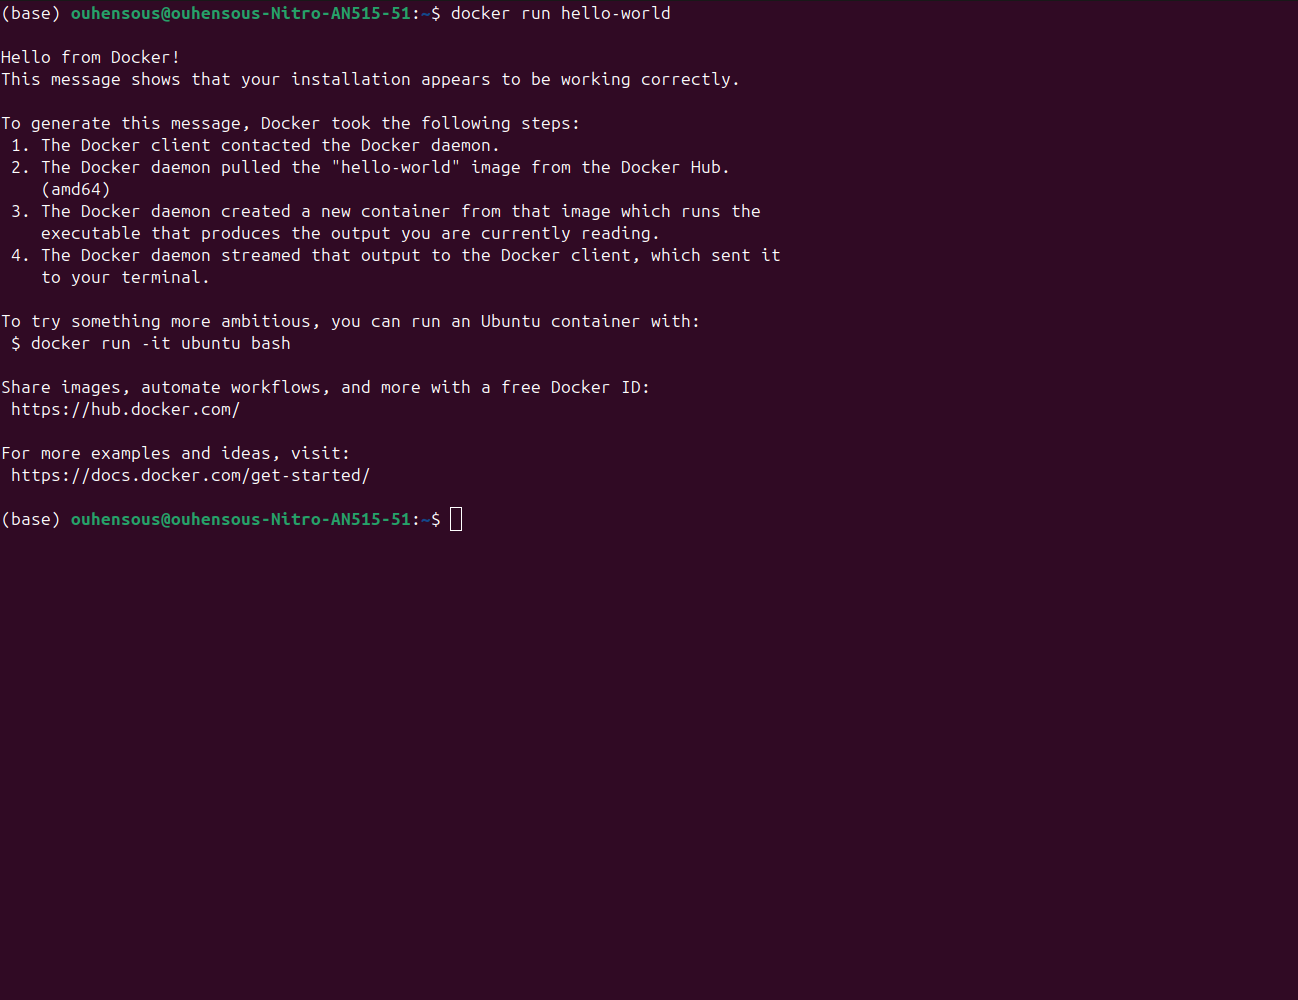 (base) ouhensous@ouhensous-Nitro-AN515-51:~$ docker run hello-world
Hello from Docker!
This message shows that your installation appears to be working correctly.
To generate this message, Docker took the following steps:
1. The Docker client contacted the Docker daemon.
2. The Docker daemon pulled the "hello-world" image from the Docker Hub.
(amd64)
3. The Docker daemon created a new container from that image which runs the
executable that produces the output you are currently reading.
4. The Docker daemon streamed that output to the Docker client, which sent it
to your terminal.
To try something more ambitious, you can run an Ubuntu container with:
$ docker run -it ubuntu bash
Share images, automate workflows, and more with a free Docker ID:
https://hub.docker.com/
For more examples and ideas, visit:
https://docs.docker.com/get-started/
(base) ouhensous@ouhensous-Nitro-AN515-51:~$